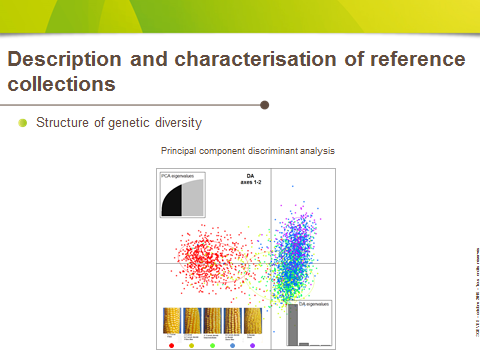 Description and characterisation of reference
collections
Structure of genetic diversity
Principal component discriminant analysis
PCA eigenvalues
DA
axes 1-2
DA eigenvalues